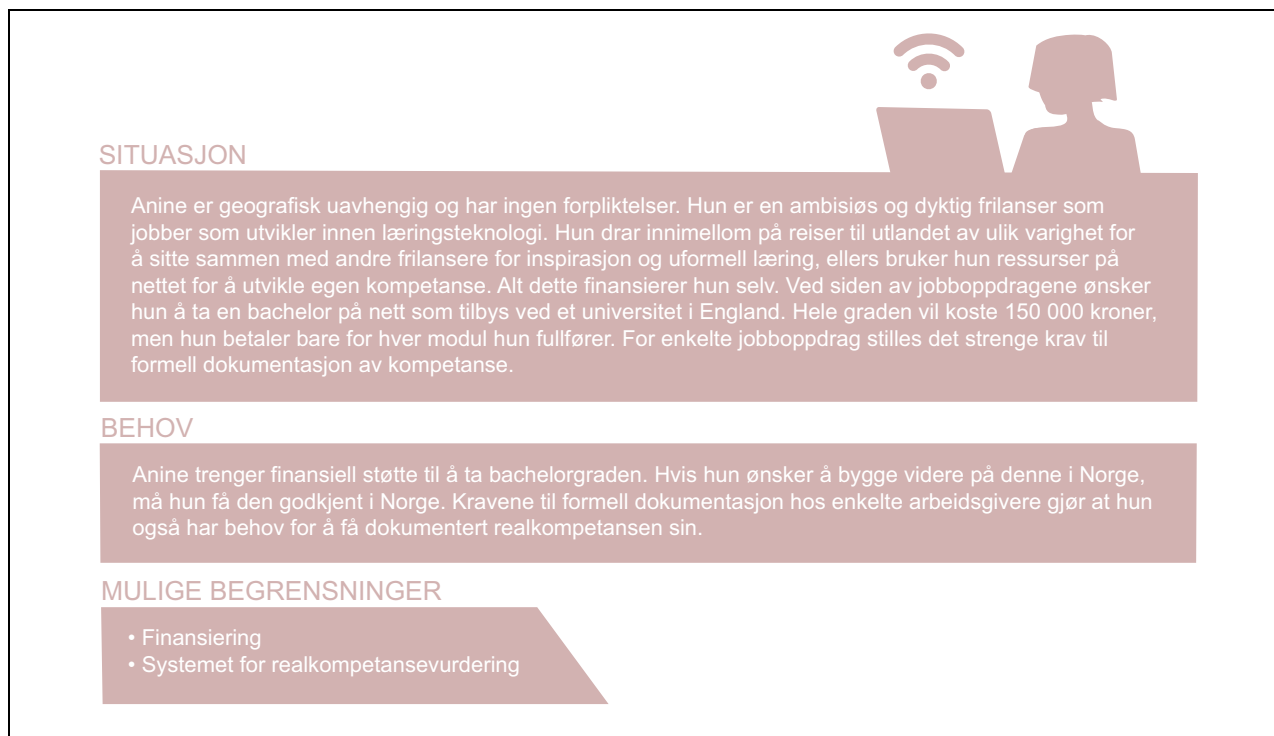 SITUASJON
Anine er geografisk uavhengig og har ingen forpliktelser. Hun er en ambisiøs og dyktig frilanser som
jobber som utvikler innen læringsteknologi. Hun drar innimellom på reiser til utlandet av ulik varighet for
å sitte sammen med andre frilansere for inspirasjon og uformell læring, ellers bruker hun ressurser på
nettet for å utvikle egen kompetanse. Alt dette finansierer hun selv. Ved siden av jobboppdragene ønsker
hun å ta en bachelor på nett som tilbys ved et universitet i England. Hele graden vil koste 150 000 kroner,
men hun betaler bare for hver modul hun fullfører. For enkelte jobboppdrag stilles det strenge krav til
formell dokumentasjon av kompetanse.
BEHOV
Anine trenger finansiell støtte til å ta bachelorgraden. Hvis hun ønsker å bygge videre på denne i Norge,
må hun få den godkjent i Norge. Kravene til formell dokumentasjon hos enkelte arbeidsgivere gjør at hun
også har behov for å få dokumentert realkompetansen sin.
MULIGE BEGRENSNINGER
• Finansiering
• Systemet for realkompetansevurdering